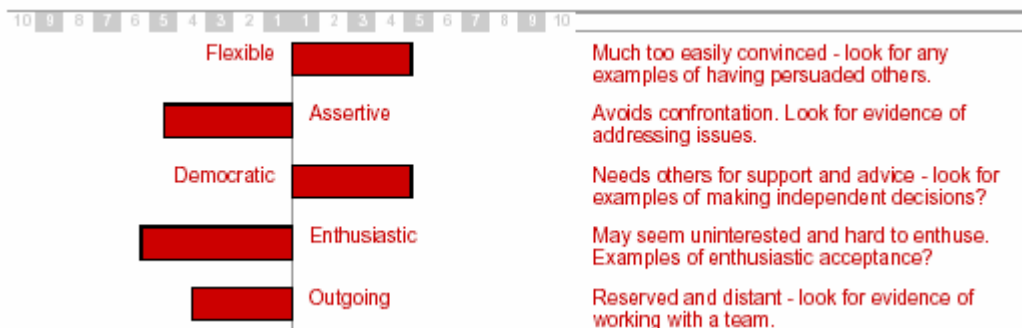 10 9 8 7 6 5 4 3 2 1 1 2 3 4 5 6 7 8 9 10
Flexible
Much too easily convinced - look for any
examples of having persuaded others.
Assertive
Avoids confrontation. Look for evidence of
addressing issues.
Democratic
Needs others for support and advice - look for
examples of making independent decisions?
Enthusiastic
May seem uninterested and hard to enthuse.
Examples of enthusiastic acceptance?
Outgoing
Reserved and distant - look for evidence of
working with a team.